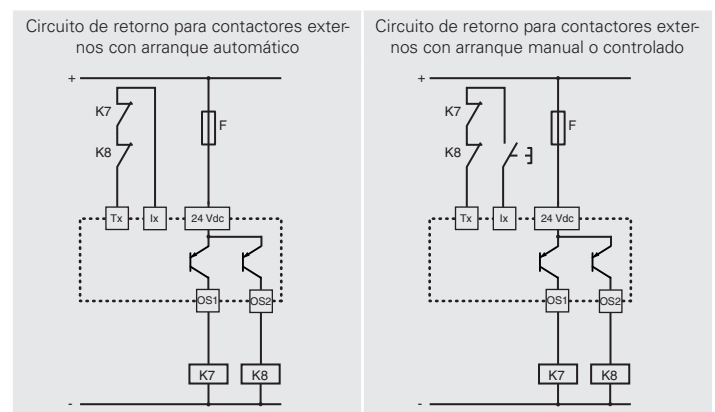 Circuito de retorno para contactores exter-
nos con arranque automático
+
K7
F
K8
Tx
Ix
24 Vdc
OS1
OS2
K7
K8
-
Circuito de retorno para contactores exter-
nos con arranque manual o controlado
+
K7
F
K8
Tx
Ix
24 Vdc
OS1
OS2
K7
K8
-